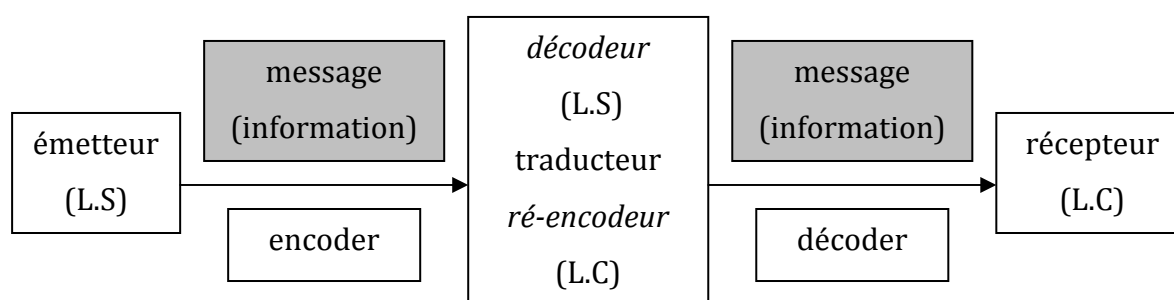 émetteur
(L.S)
message
(information)
encoder
décodeur
(L.S)
traducteur
ré-encodeur
(L.C)
message
(information)
décoder
récepteur
(L.C)